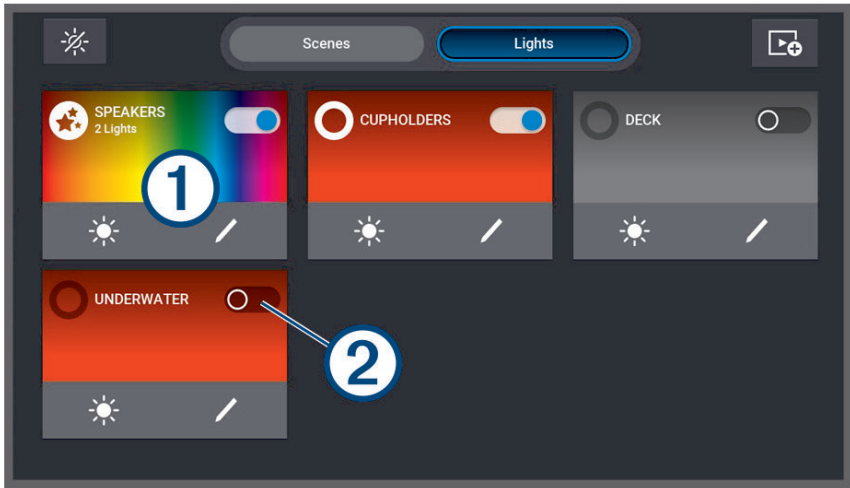 Scenes
Lights
SPEAKERS
2 Lights
CUPHOLDERS
DECK
1
UNDERWATER
2